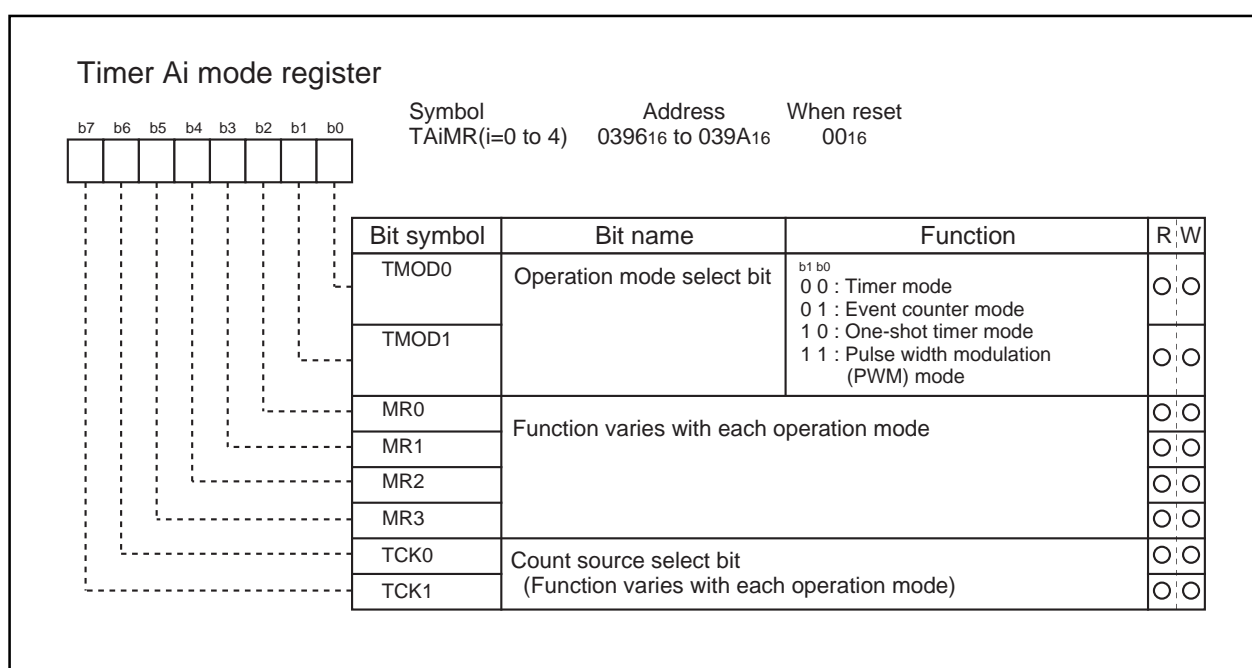 Timer Ai mode register
Symbol Address When reset
TAiMR(i=0 to 4) 039616 to 039A16 0016
b7 b6 b5 b4 b3 b2 b1 b0
Bit symbol Bit name Function R W
TMOD0 Operation mode select bit
b1 b0
0 0 : Timer mode
0 1 : Event counter mode
TMOD1
1 0 : One-shot timer mode
1 1 : Pulse width modulation
(PWM) mode
MR0
Function varies with each operation mode
MR1
MR2
MR3
TCK0
Count source select bit
(Function varies with each operation mode)
TCK1